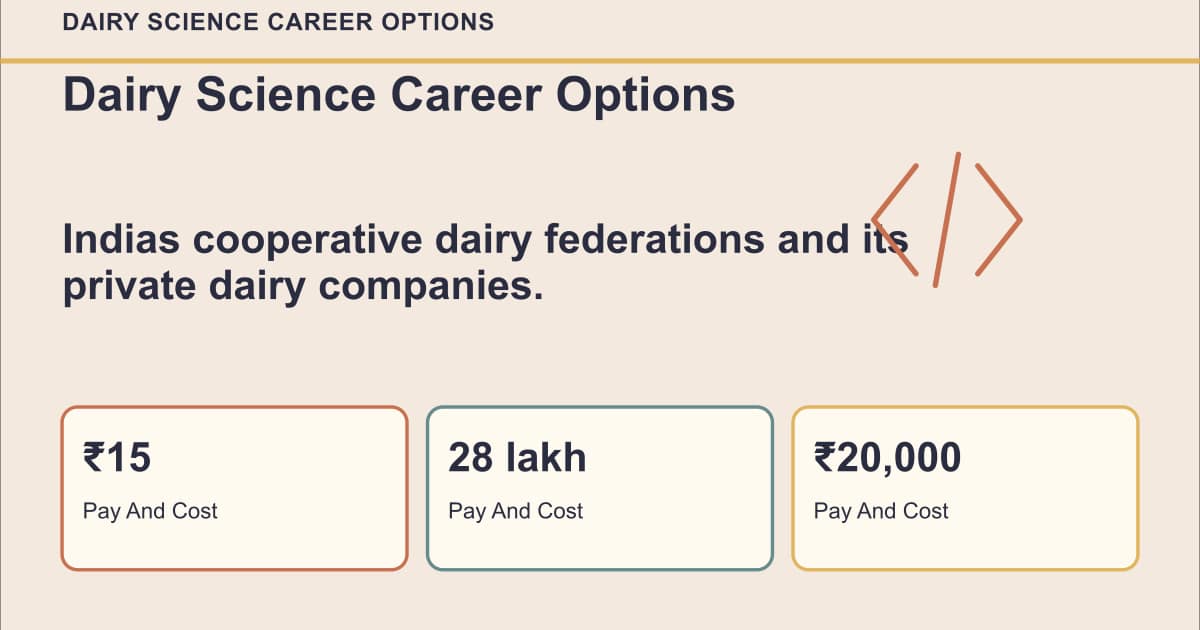 DAIRY SCIENCE CAREER OPTIONS
Dairy Science Career Options
Indias cooperative dairy federations and its
private dairy companies.
₹15
Pay And Cost
28 lakh
Pay And Cost
₹20,000
Pay And Cost